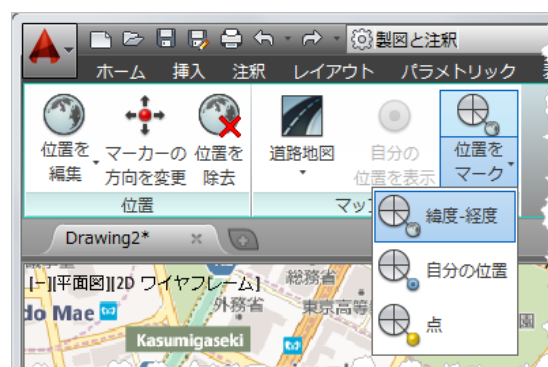 製図と注釈
ホーム 挿入 注釈 レイアウト パラメトリック
位置を編集
マーカーの方向を変更
位置を除去
道路地図
自分の位置を表示
位置をマーク
位置
マップ
緯度-経度
自分の位置
点
Drawing2*
[-][平面図][2D ワイヤフレーム]
総務省
外務省
東京高等
do Mae
Kasumigaseki
園